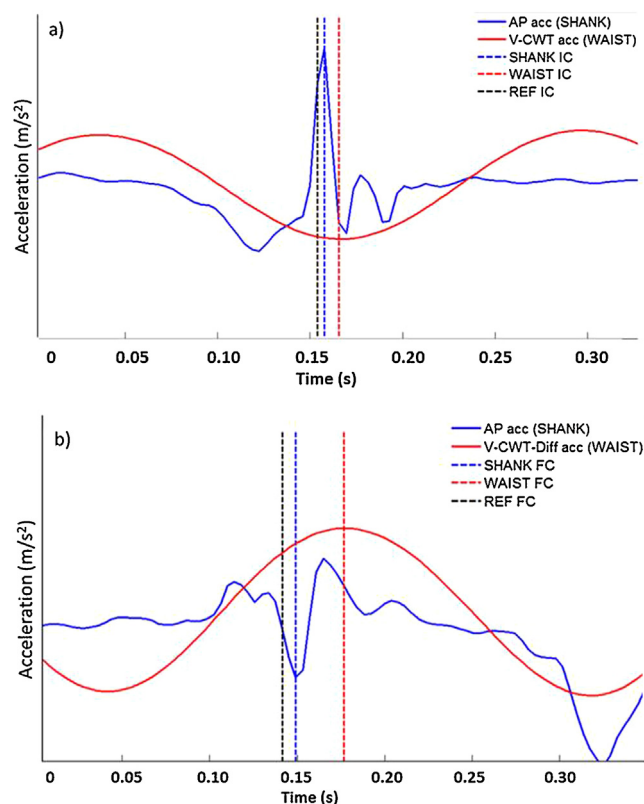 a)
AP acc (SHANK)
V-CWT acc (WAIST)
SHANK IC
WAIST IC
REF IC
Acceleration (m/s²)
0 0.05 0.10 0.15 0.20 0.25 0.30
Time (s)
b)
AP acc (SHANK)
V-CWT-Diff acc (WAIST)
SHANK FC
WAIST FC
REF FC
Acceleration (m/s²)
0 0.05 0.10 0.15 0.20 0.25 0.30
Time (s)